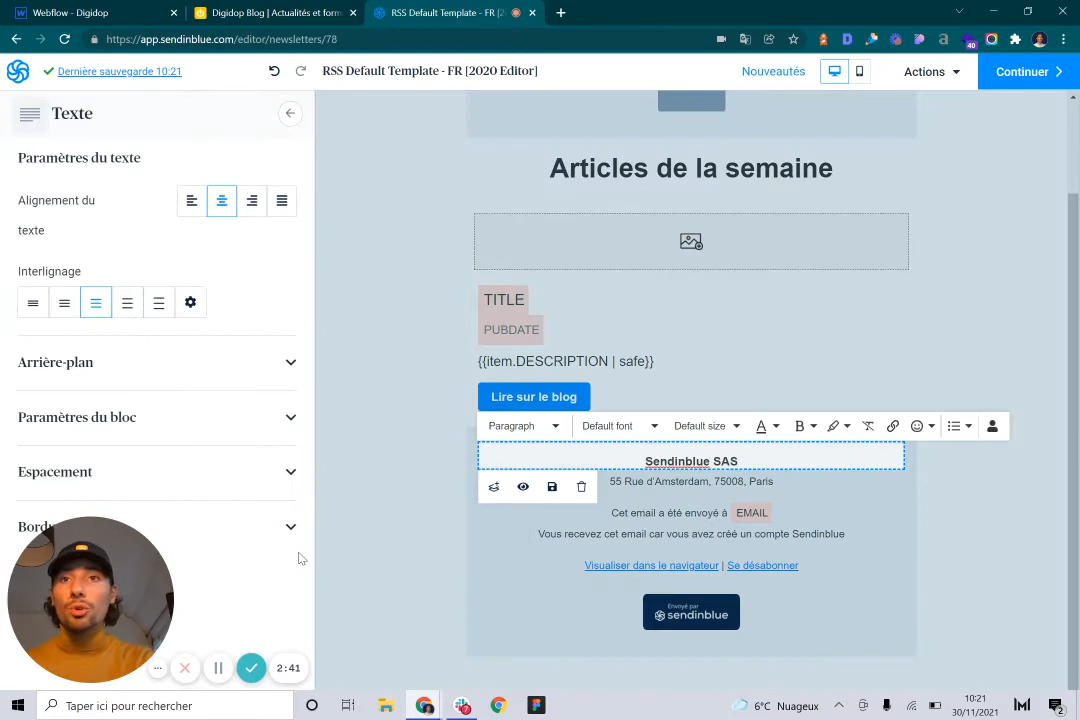 Webflow - Digidop
Digidop Blog | Actualités et form
RSS Default Template - FR [2
https://app.sendinblue.com/editor/newsletters/78
a
40
Dernière sauvegarde 10:21
RSS Default Template - FR [2020 Editor]
Nouveautés
Actions
Continuer
Texte
Paramètres du texte
Alignement du
texte
Interlignage
Arrière-plan
Paramètres du bloc
Espacement
Articles de la semaine
TITLE
PUBDATE
{{item.DESCRIPTION | safe}}
Lire sur le blog
Paragraph
Default font
Default size
A
B
Sendinblue SAS
55 Rue d'Amsterdam, 75008, Paris
Cet email a été envoyé à EMAIL
Vous recevez cet email car vous avez créé un compte Sendinblue
Visualiser dans le navigateur | Se désabonner
Envoyé par
sendinblue
2:41
Taper ici pour rechercher
6°C Nuageux
10:21
30/11/2021
2